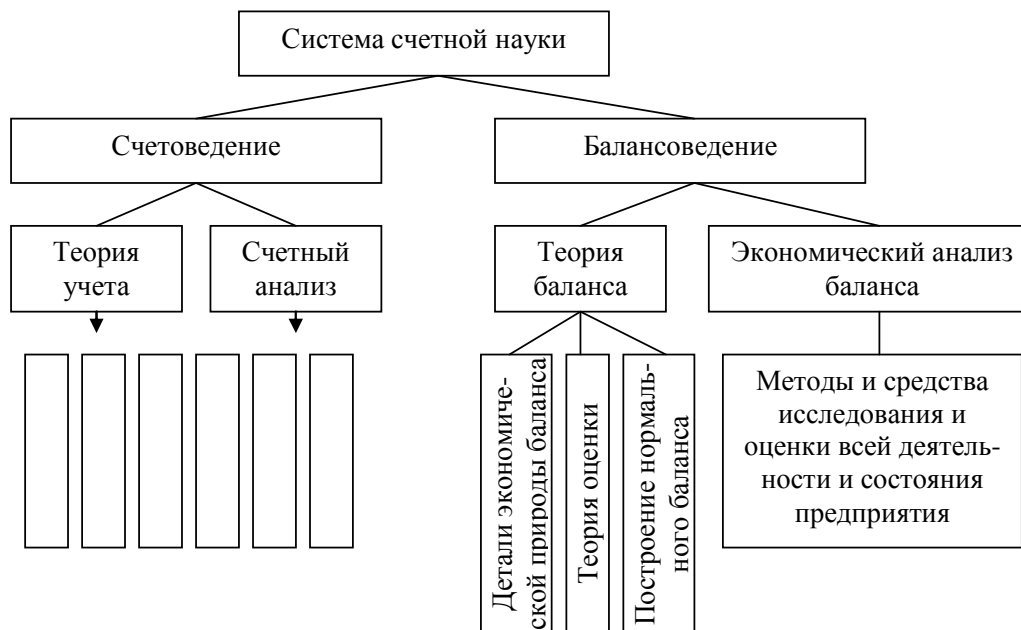 Система счетной науки
Счетоведение
Балансоведение
Теория
учета
Счетный
анализ
Теория
баланса
Экономический анализ
баланса
Детали экономиче-
ской природы баланса
Теория оценки
Построение нормаль-
ного баланса
Методы и средства
исследования и
оценки всей деятель-
ности и состояния
предприятия